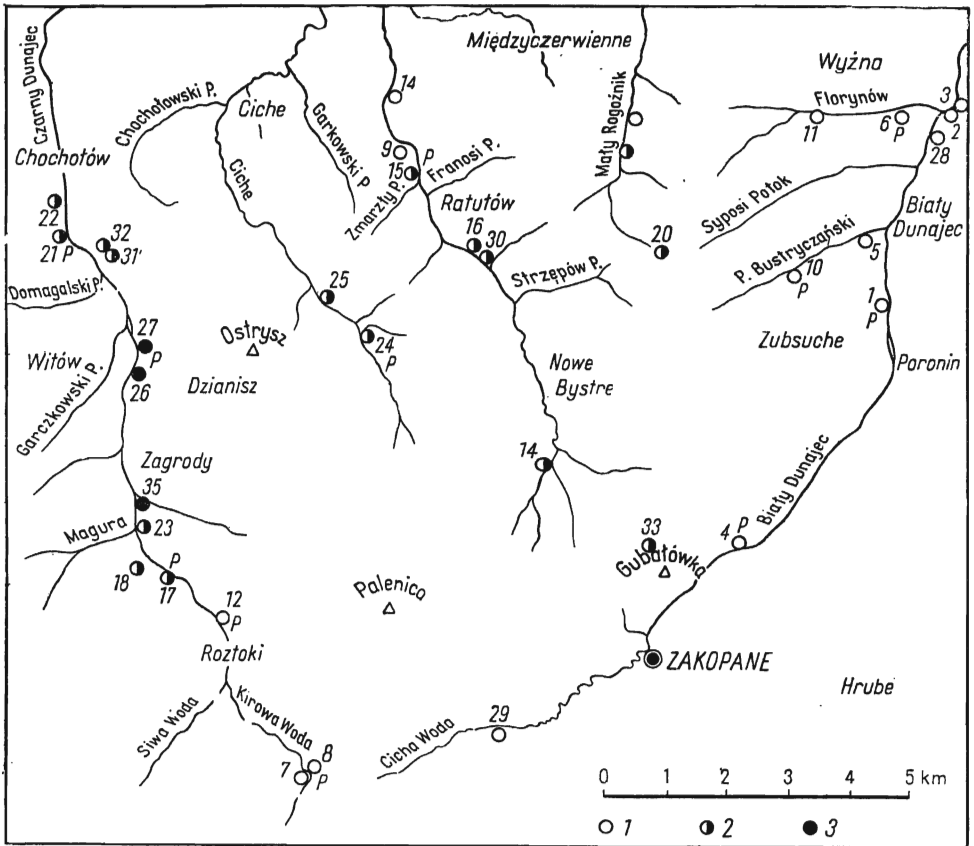 Czarny Dunajec
Chochołów
22
21 P
32
31'
Domagalski P.
Witów
Garczkowski P.
27
P
26
Zagrody
35
Magura
23
18
P
17
12
P
Roztoki
Siwa Woda
Kirowa Woda
7
8
P
Chochołowski P.
Ciche
Garkowski P
Ciche
25
24
P
Ostrysz
Dzianisz
Palenica
Międzyczerwienne
14
9
P
15
Zmarzły P.
Franosi P.
Ratułów
16
30
Strzępów P.
Nowe
Bystre
14
Mały Rogoźnik
20
Wyżna
Florynów
3
2
11
6
P
28
Syposi Potok
Biały
Dunajec
P. Bustryczański
5
10
P
1
P
Zubsuche
Poronin
Biały Dunajec
4
P
33
Gubałówka
ZAKOPANE
Hrube
Cicha Woda
29
0 1 2 3 4 5 km
1 2 3